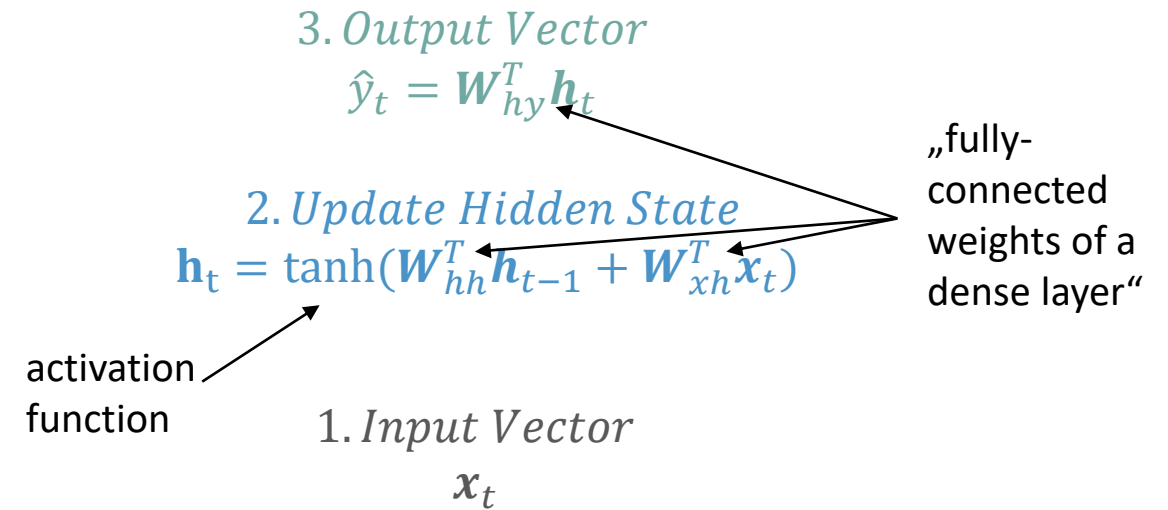 3. Output Vector
ŷ_t = W_hy^T h_t
2. Update Hidden State
h_t = tanh(W_hh^T h_{t−1} + W_xh^T x_t)
1. Input Vector
x_t
activation
function
„fully-
connected
weights of a
dense layer“